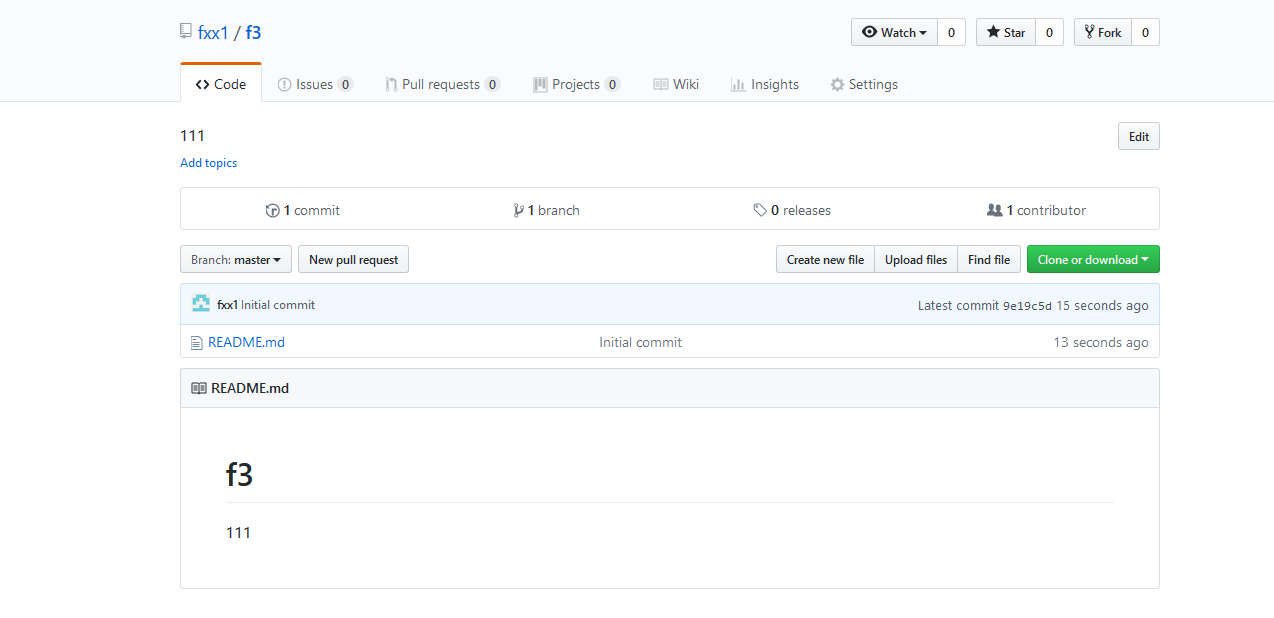 fxx1 / f3 Watch 0 Star 0 Fork 0
Code Issues 0 Pull requests 0 Projects 0 Wiki Insights Settings
111 Edit
Add topics
1 commit 1 branch 0 releases 1 contributor
Branch: master New pull request Create new file Upload files Find file Clone or download
fxx1 Initial commit Latest commit 9e19c5d 15 seconds ago
README.md Initial commit 13 seconds ago
README.md
f3
111